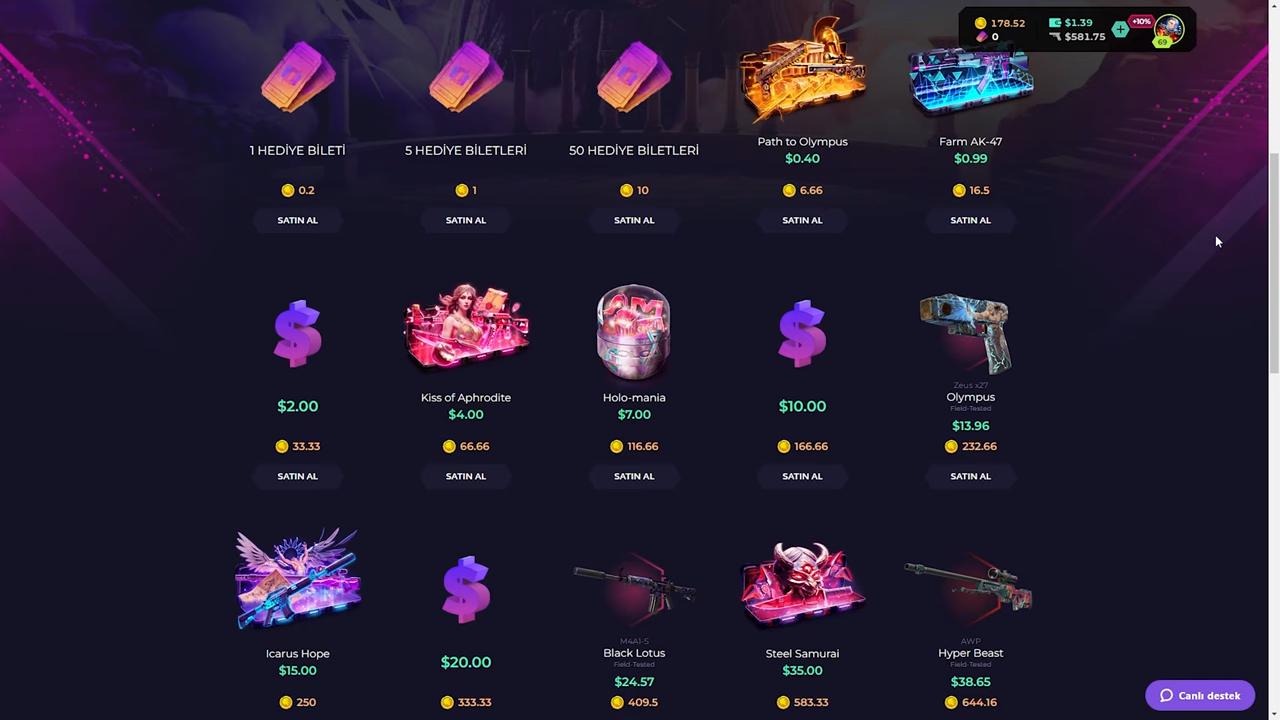 178.52
$1.39
+10%
0
$581.75
69
1 HEDİYE BİLETİ
5 HEDİYE BİLETLERİ
50 HEDİYE BİLETLERİ
Path to Olympus
$0.40
Farm AK-47
$0.99
0.2
1
10
6.66
16.5
SATIN AL
SATIN AL
SATIN AL
SATIN AL
SATIN AL
$2.00
Kiss of Aphrodite
$4.00
Holo-mania
$7.00
$10.00
Zeus x27
Olympus
Field-Tested
$13.96
33.33
66.66
116.66
166.66
232.66
SATIN AL
SATIN AL
SATIN AL
SATIN AL
SATIN AL
Icarus Hope
$15.00
$20.00
M4A1-S
Black Lotus
Field-Tested
$24.57
Steel Samurai
$35.00
AWP
Hyper Beast
Field-Tested
$38.65
250
333.33
409.5
583.33
644.16
Canlı destek